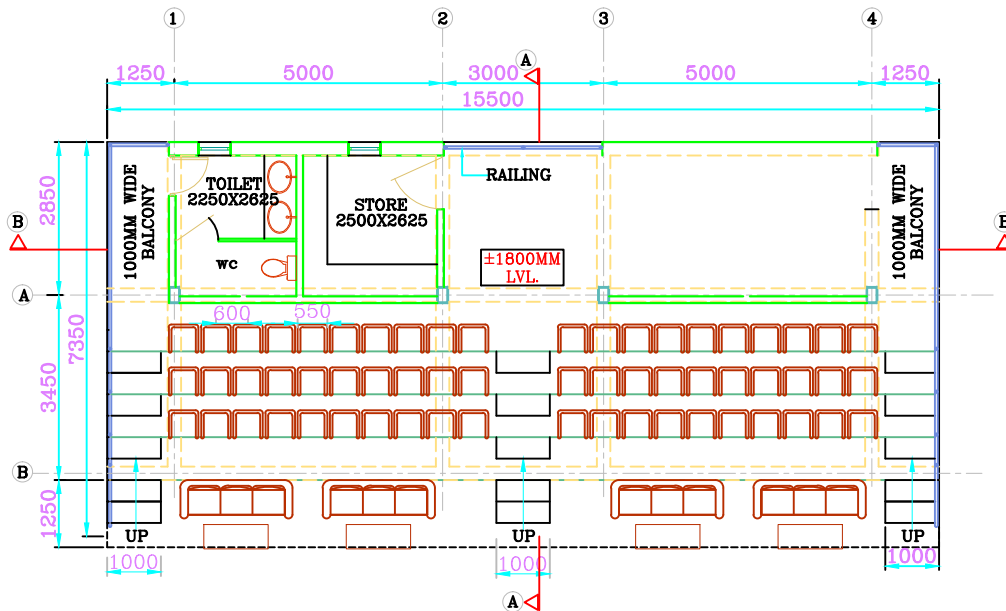 1 2 3 4
A
1250 5000 3000 5000 1250
15500
RAILING
TOILET
2250X2625
STORE
2500X2625
1000MM WIDE
BALCONY
1000MM WIDE
BALCONY
2850
B
WC
±1800MM
LVL.
A
600 550
7350
3450
B
1250
UP UP UP
1000 1000 1000
A